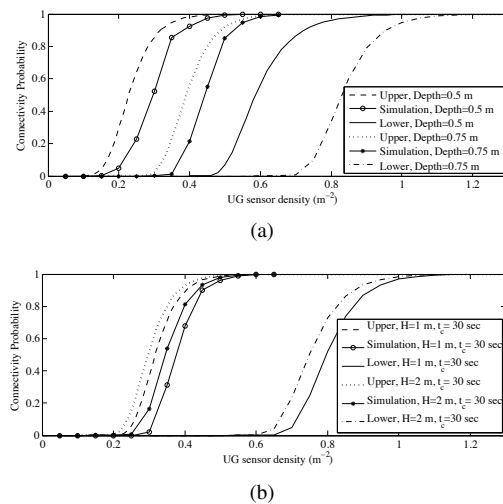 1
0.8
0.6
0.4
0.2
0
Connectivity Probability
Upper, Depth=0.5 m
Simulation, Depth=0.5 m
Lower, Depth=0.5 m
Upper, Depth=0.75 m
Simulation, Depth=0.75 m
Lower, Depth=0.75 m
0 0.2 0.4 0.6 0.8 1 1.2
UG sensor density (m⁻²)
(a)
1
0.8
0.6
0.4
0.2
0
Connectivity Probability
Upper, H=1 m, t_c= 30 sec
Simulation, H=1 m, t_c= 30 sec
Lower, H=1 m, t_c=30 sec
Upper, H=2 m, t_c= 30 sec
Simulation, H=2 m, t_c= 30 sec
Lower, H=2 m, t_c=30 sec
0 0.2 0.4 0.6 0.8 1 1.2
UG sensor density (m⁻²)
(b)